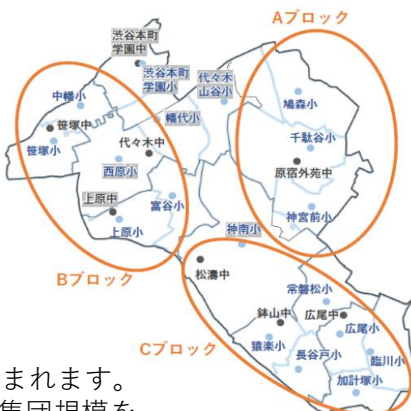 Aブロック
渋谷本町
学園中
渋谷本町
学園小
代々木
山谷小
中幡小
鳩森小
笹塚中
幡代小
千駄谷小
笹塚小
代々木中
西原小
原宿外苑中
上原中
富谷小
神宮前小
上原小
神南小
Bブロック
松濤中
常磐松小
鉢山中
広尾中
Cブロック
猿楽小
広尾小
長谷戸小
臨川小
加計塚小
まれます。
集団規模を